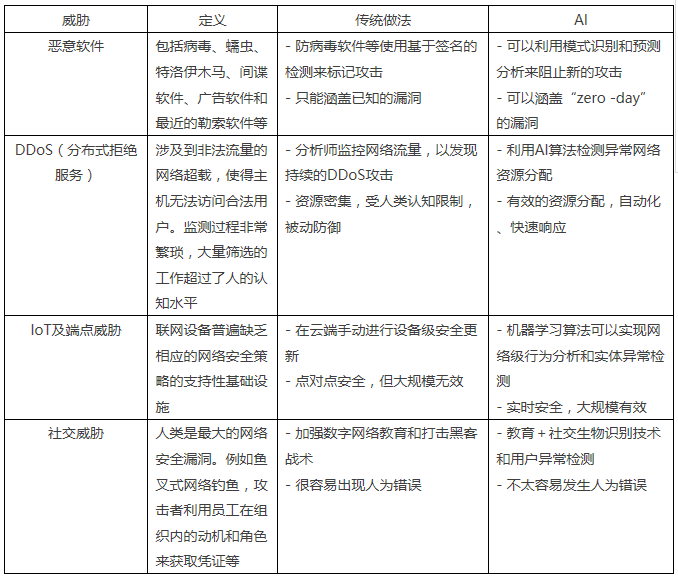 威胁
定义
传统做法
AI
恶意软件
包括病毒、蠕虫、
特洛伊木马、间谍
软件、广告软件和
最近的勒索软件等
- 防病毒软件等使用基于签名的
检测来标记攻击
- 只能涵盖已知的漏洞
- 可以利用模式识别和预测
分析来阻止新的攻击
- 可以涵盖“zero -day”
的漏洞
DDoS（分布式拒绝
服务）
涉及到非法流量的
网络超载，使得主
机无法访问合法用
户。监测过程非常
繁琐，大量筛选的
工作超过了人的认
知水平
- 分析师监控网络流量，以发现
持续的DDoS攻击
- 资源密集，受人类认知限制，
被动防御
- 利用AI算法检测异常网络
资源分配
- 有效的资源分配，自动化
、快速响应
IoT及端点威胁
联网设备普遍缺乏
相应的网络安全策
略的支持性基础设
施
- 在云端手动进行设备级安全更
新
- 点对点安全，但大规模无效
- 机器学习算法可以实现网
络级行为分析和实体异常检
测
- 实时安全，大规模有效
社交威胁
人类是最大的网络
安全漏洞。例如鱼
叉式网络钓鱼，攻
击者利用员工在组
织内的动机和角色
来获取凭证等
- 加强数字网络教育和打击黑客
战术
- 很容易出现人为错误
- 教育＋社交生物识别技术
和用户异常检测
- 不太容易发生人为错误